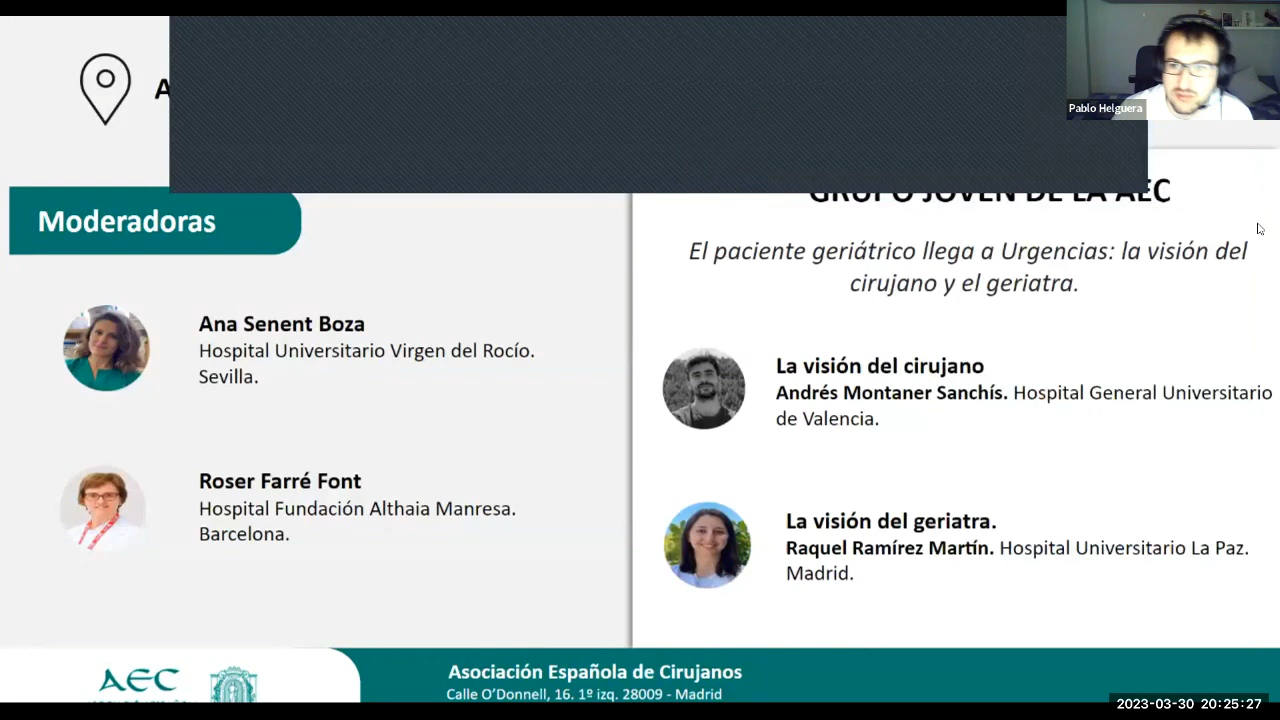 Pablo Helguera
Moderadoras
Ana Senent Boza
Hospital Universitario Virgen del Rocío.
Sevilla.
Roser Farré Font
Hospital Fundación Althaia Manresa.
Barcelona.
GRUPO JOVEN DE LA AEC
El paciente geriátrico llega a Urgencias: la visión del
cirujano y el geriatra.
La visión del cirujano
Andrés Montaner Sanchís. Hospital General Universitario
de Valencia.
La visión del geriatra.
Raquel Ramírez Martín. Hospital Universitario La Paz.
Madrid.
AEC
Asociación Española de Cirujanos
Calle O’Donnell, 16. 1º izq. 28009 - Madrid
2023-03-30 20:25:27